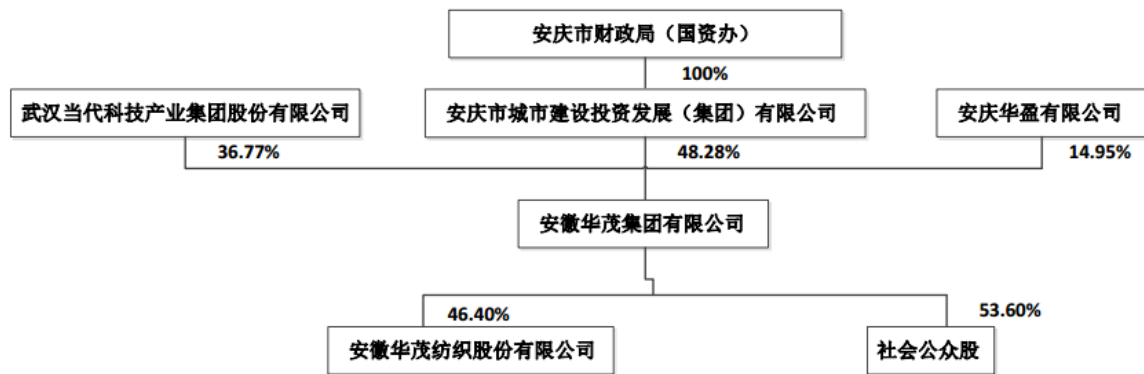 安庆市财政局（国资办）
100%
武汉当代科技产业集团股份有限公司
安庆市城市建设投资发展（集团）有限公司
安庆华盈有限公司
36.77%
48.28%
14.95%
安徽华茂集团有限公司
46.40%
53.60%
安徽华茂纺织股份有限公司
社会公众股